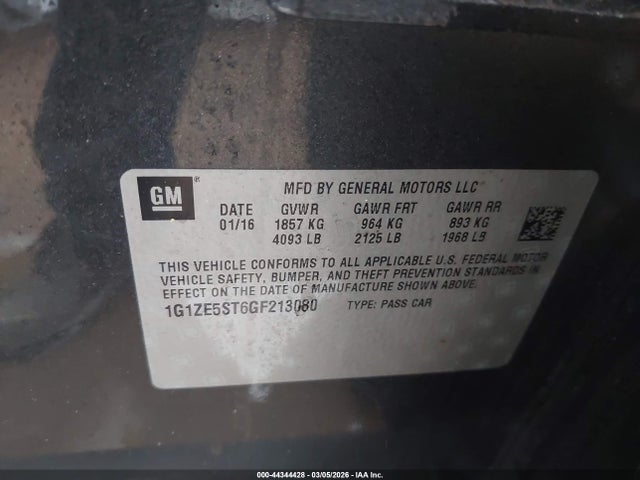 GM ®
MFD BY GENERAL MOTORS LLC
DATE GVWR GAWR FRT GAWR RR
01/16 1857 KG 964 KG 893 KG
4093 LB 2125 LB 1968 LB
THIS VEHICLE CONFORMS TO ALL APPLICABLE U.S. FEDERAL MOTOR
VEHICLE SAFETY, BUMPER, AND THEFT PREVENTION STANDARDS IN
EFFECT ON THE DATE OF MANUFACTURE SHOWN ABOVE.
1G1ZE5ST6GF213080 TYPE: PASS CAR
000-44344428 - 03/05/2026 - IAA Inc.